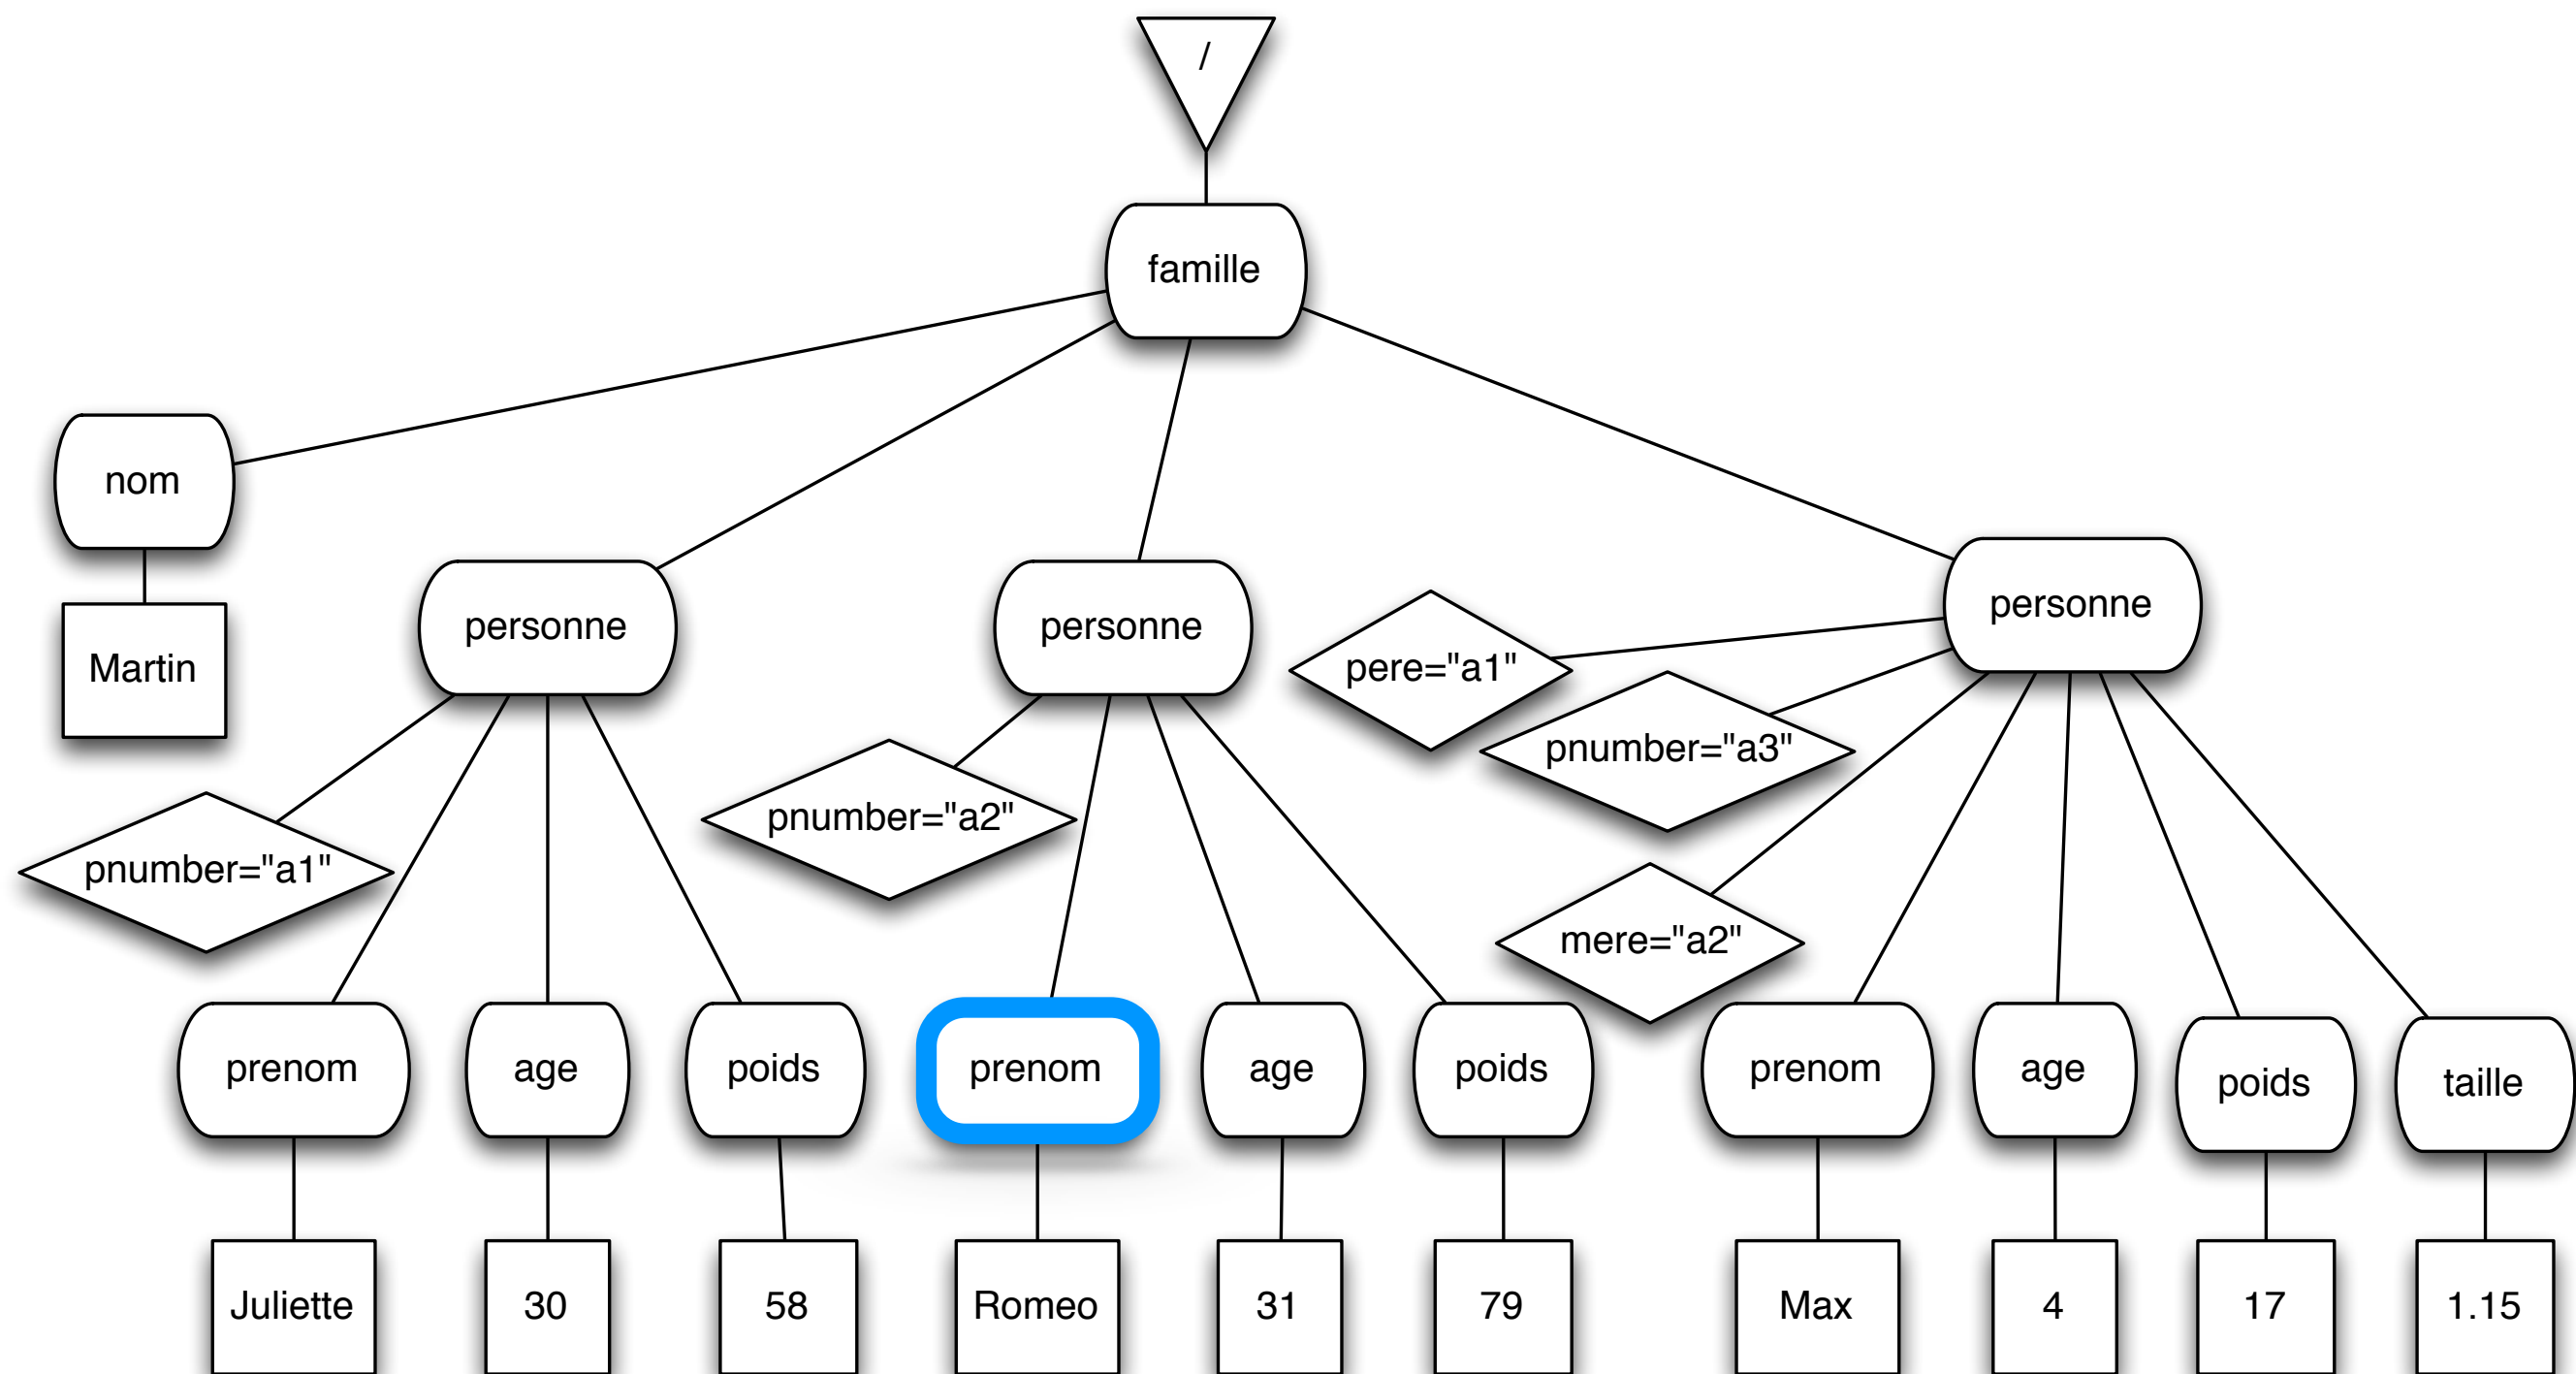 /
famille
nom
Martin
personne
personne
personne
pere="a1"
pnumber="a3"
pnumber="a2"
pnumber="a1"
mere="a2"
prenom
age
poids
prenom
age
poids
prenom
age
poids
taille
Juliette
30
58
Romeo
31
79
Max
4
17
1.15